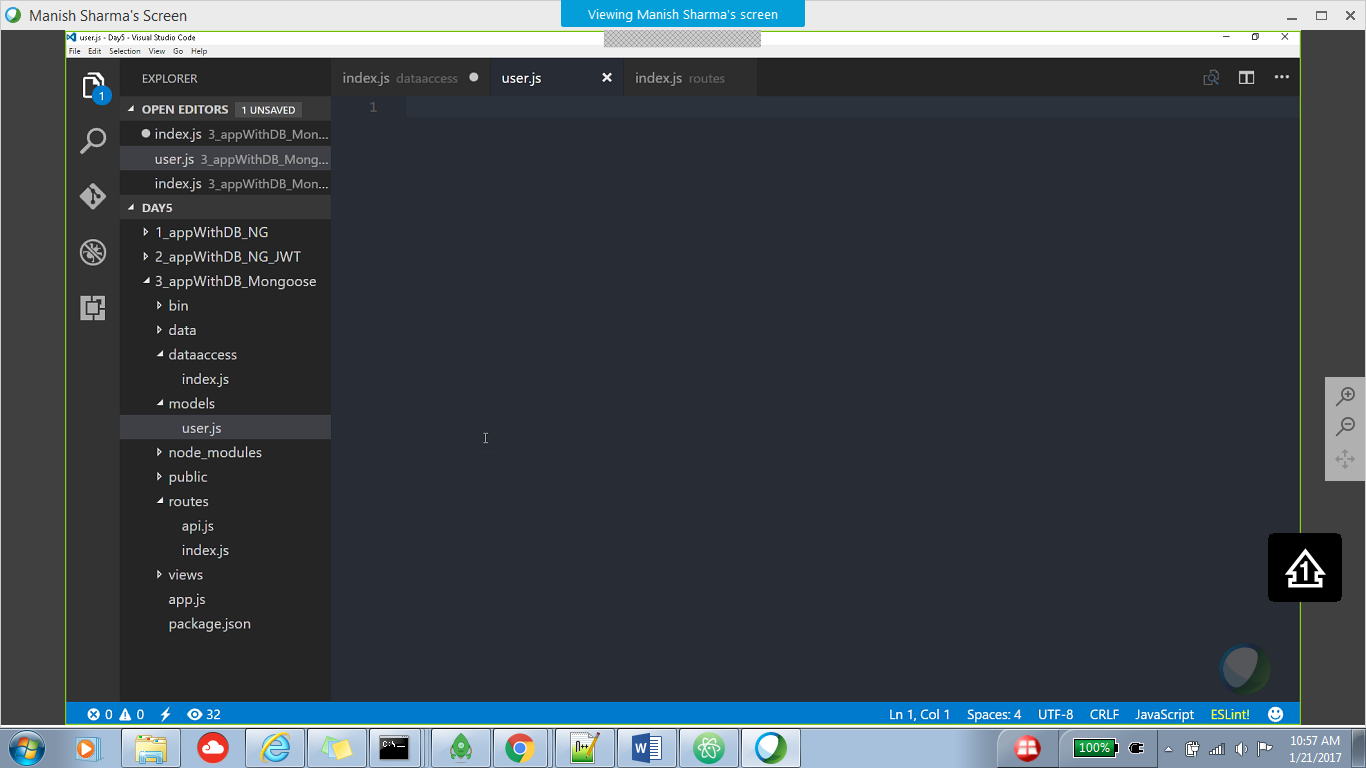 Manish Sharma's Screen
Viewing Manish Sharma's screen
user.js - Day5 - Visual Studio Code
File Edit Selection View Go Help
EXPLORER
index.js dataaccess
user.js
index.js routes
1
OPEN EDITORS 1 UNSAVED
index.js 3_appWithDB_Mon...
user.js 3_appWithDB_Mong...
index.js 3_appWithDB_Mon...
DAY5
1_appWithDB_NG
2_appWithDB_NG_JWT
3_appWithDB_Mongoose
bin
data
dataaccess
index.js
models
user.js
node_modules
public
routes
api.js
index.js
views
app.js
package.json
1
1
0 0 32
Ln 1, Col 1 Spaces: 4 UTF-8 CRLF JavaScript ESLint!
100%
10:57 AM
1/21/2017